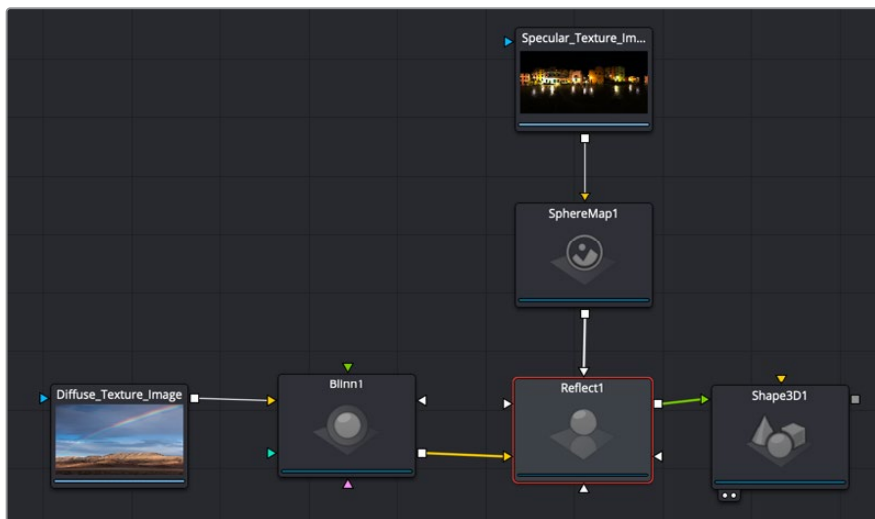 Specular_Texture_Im...
SphereMap1
Diffuse_Texture_Image
Blinn1
Reflect1
Shape3D1